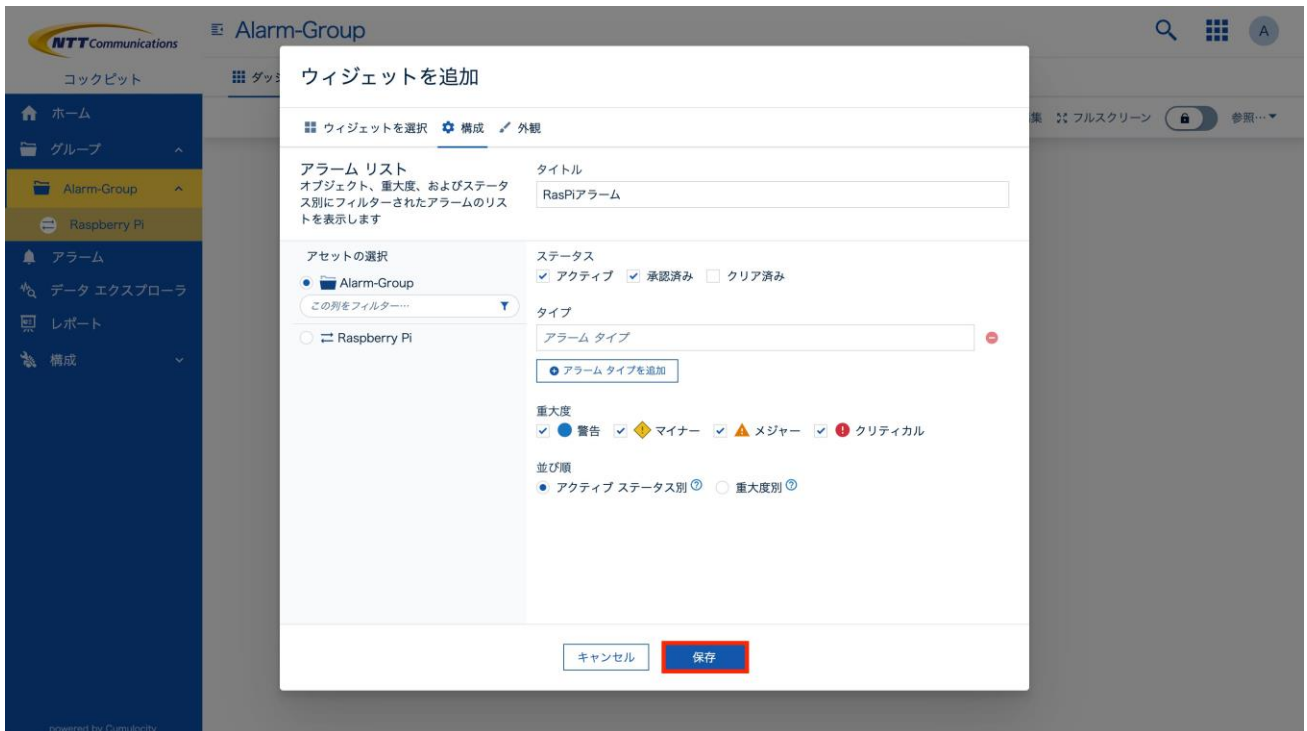 NTT Communications
Alarm-Group
A
コックピット
ダッシ
ホーム
グループ
Alarm-Group
Raspberry Pi
アラーム
データ エクスプローラ
レポート
構成
集 フルスクリーン 参照…
ウィジェットを追加
ウィジェットを選択 構成 外観
アラーム リスト
オブジェクト、重大度、およびステータ
ス別にフィルターされたアラームのリス
トを表示します
タイトル
RasPiアラーム
アセットの選択
Alarm-Group
この列をフィルター…
Raspberry Pi
ステータス
アクティブ 承認済み クリア済み
タイプ
アラーム タイプ
アラーム タイプを追加
重大度
警告 マイナー メジャー クリティカル
並び順
アクティブ ステータス別 重大度別
キャンセル 保存
powered by Cumulocity